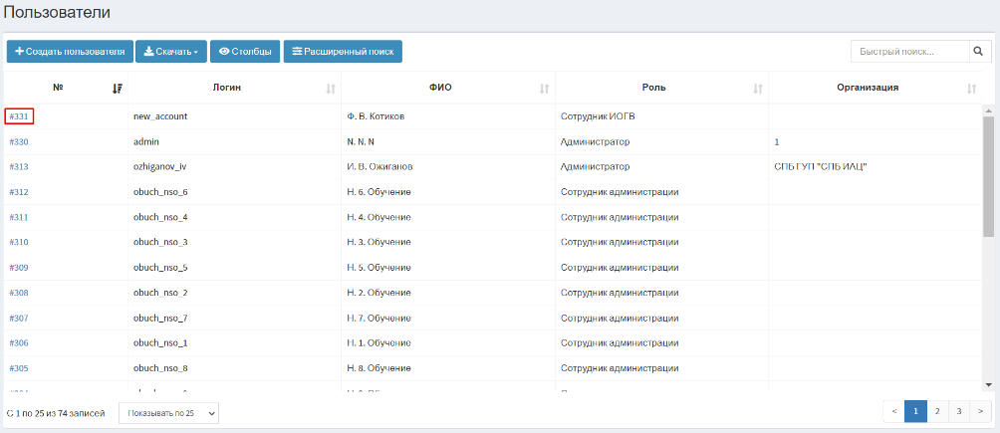 Пользователи
Создать пользователя Скачать Столбцы Расширенный поиск Быстрый поиск...
№ Логин ФИО Роль Организация
#331 new_account Ф. В. Котиков Сотрудник ИОГВ
#330 admin N. N. N Администратор 1
#313 ozhiganov_iv И. В. Ожиганов Администратор СПБ ГУП "СПБ ИАЦ"
#312 obuch_nso_6 Н. 6. Обучение Сотрудник администрации
#311 obuch_nso_4 Н. 4. Обучение Сотрудник администрации
#310 obuch_nso_3 Н. 3. Обучение Сотрудник администрации
#309 obuch_nso_5 Н. 5. Обучение Сотрудник администрации
#308 obuch_nso_2 Н. 2. Обучение Сотрудник администрации
#307 obuch_nso_7 Н. 7. Обучение Сотрудник администрации
#306 obuch_nso_1 Н. 1. Обучение Сотрудник администрации
#305 obuch_nso_8 Н. 8. Обучение Сотрудник администрации
С 1 по 25 из 74 записей Показывать по 25 < 1 2 3 >